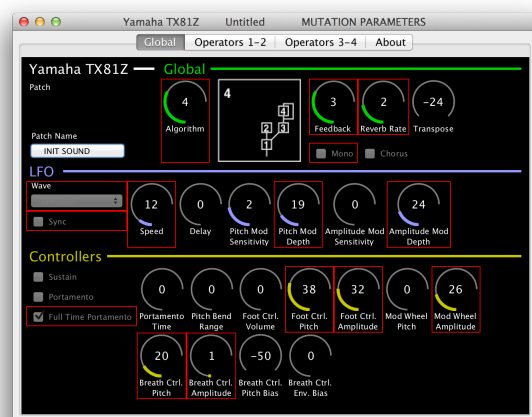 Yamaha TX81Z Untitled MUTATION PARAMETERS
Global Operators 1-2 Operators 3-4 About
Yamaha TX81Z Global
Patch
4
Algorithm
4
4
2 3
1
3
Feedback
2
Reverb Rate
-24
Transpose
Patch Name
INIT SOUND
Mono Chorus
LFO
Wave
Sync
12
Speed
0
Delay
2
Pitch Mod
Sensitivity
19
Pitch Mod
Depth
0
Amplitude Mod
Sensitivity
24
Amplitude Mod
Depth
Controllers
Sustain
Portamento
Full Time Portamento
0
Portamento
Time
0
Pitch Bend
Range
0
Foot Ctrl.
Volume
38
Foot Ctrl.
Pitch
32
Foot Ctrl.
Amplitude
0
Mod Wheel
Pitch
26
Mod Wheel
Amplitude
20
Breath Ctrl.
Pitch
1
Breath Ctrl.
Amplitude
-50
Breath Ctrl.
Pitch Bias
0
Breath Ctrl.
Env. Bias